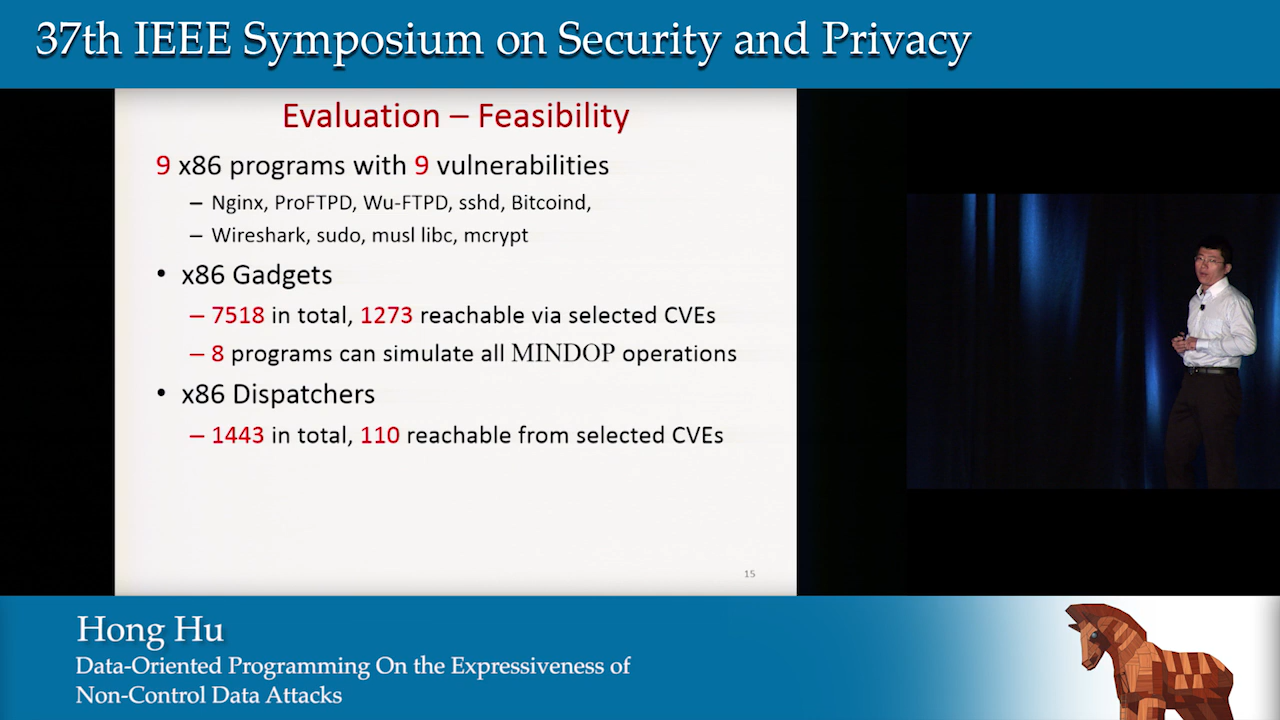 37th IEEE Symposium on Security and Privacy
Evaluation – Feasibility
9 x86 programs with 9 vulnerabilities
– Nginx, ProFTPD, Wu-FTPD, sshd, Bitcoind,
– Wireshark, sudo, musl libc, mcrypt
• x86 Gadgets
– 7518 in total, 1273 reachable via selected CVEs
– 8 programs can simulate all MINDOP operations
• x86 Dispatchers
– 1443 in total, 110 reachable from selected CVEs
15
Hong Hu
Data-Oriented Programming On the Expressiveness of
Non-Control Data Attacks